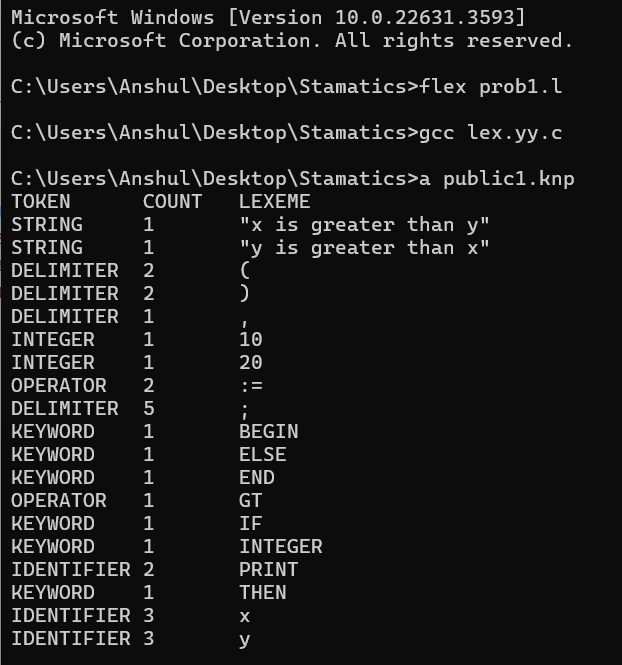 Microsoft Windows [Version 10.0.22631.3593]
(c) Microsoft Corporation. All rights reserved.
C:\Users\Anshul\Desktop\Stamatics>flex prob1.l
C:\Users\Anshul\Desktop\Stamatics>gcc lex.yy.c
C:\Users\Anshul\Desktop\Stamatics>a public1.knp
TOKEN      COUNT   LEXEME
STRING     1       "x is greater than y"
STRING     1       "y is greater than x"
DELIMITER  2       (
DELIMITER  2       )
DELIMITER  1       ,
INTEGER    1       10
INTEGER    1       20
OPERATOR   2       :=
DELIMITER  5       ;
KEYWORD    1       BEGIN
KEYWORD    1       ELSE
KEYWORD    1       END
OPERATOR   1       GT
KEYWORD    1       IF
KEYWORD    1       INTEGER
IDENTIFIER 2       PRINT
KEYWORD    1       THEN
IDENTIFIER 3       x
IDENTIFIER 3       y